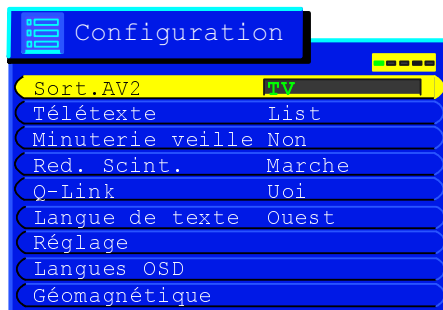 Configuration
Sort.AV2 TV
Télétexte List
Minuterie veille Non
Red. Scint. Marche
Q-Link Uoi
Langue de texte Ouest
Réglage
Langues OSD
Géomagnétique